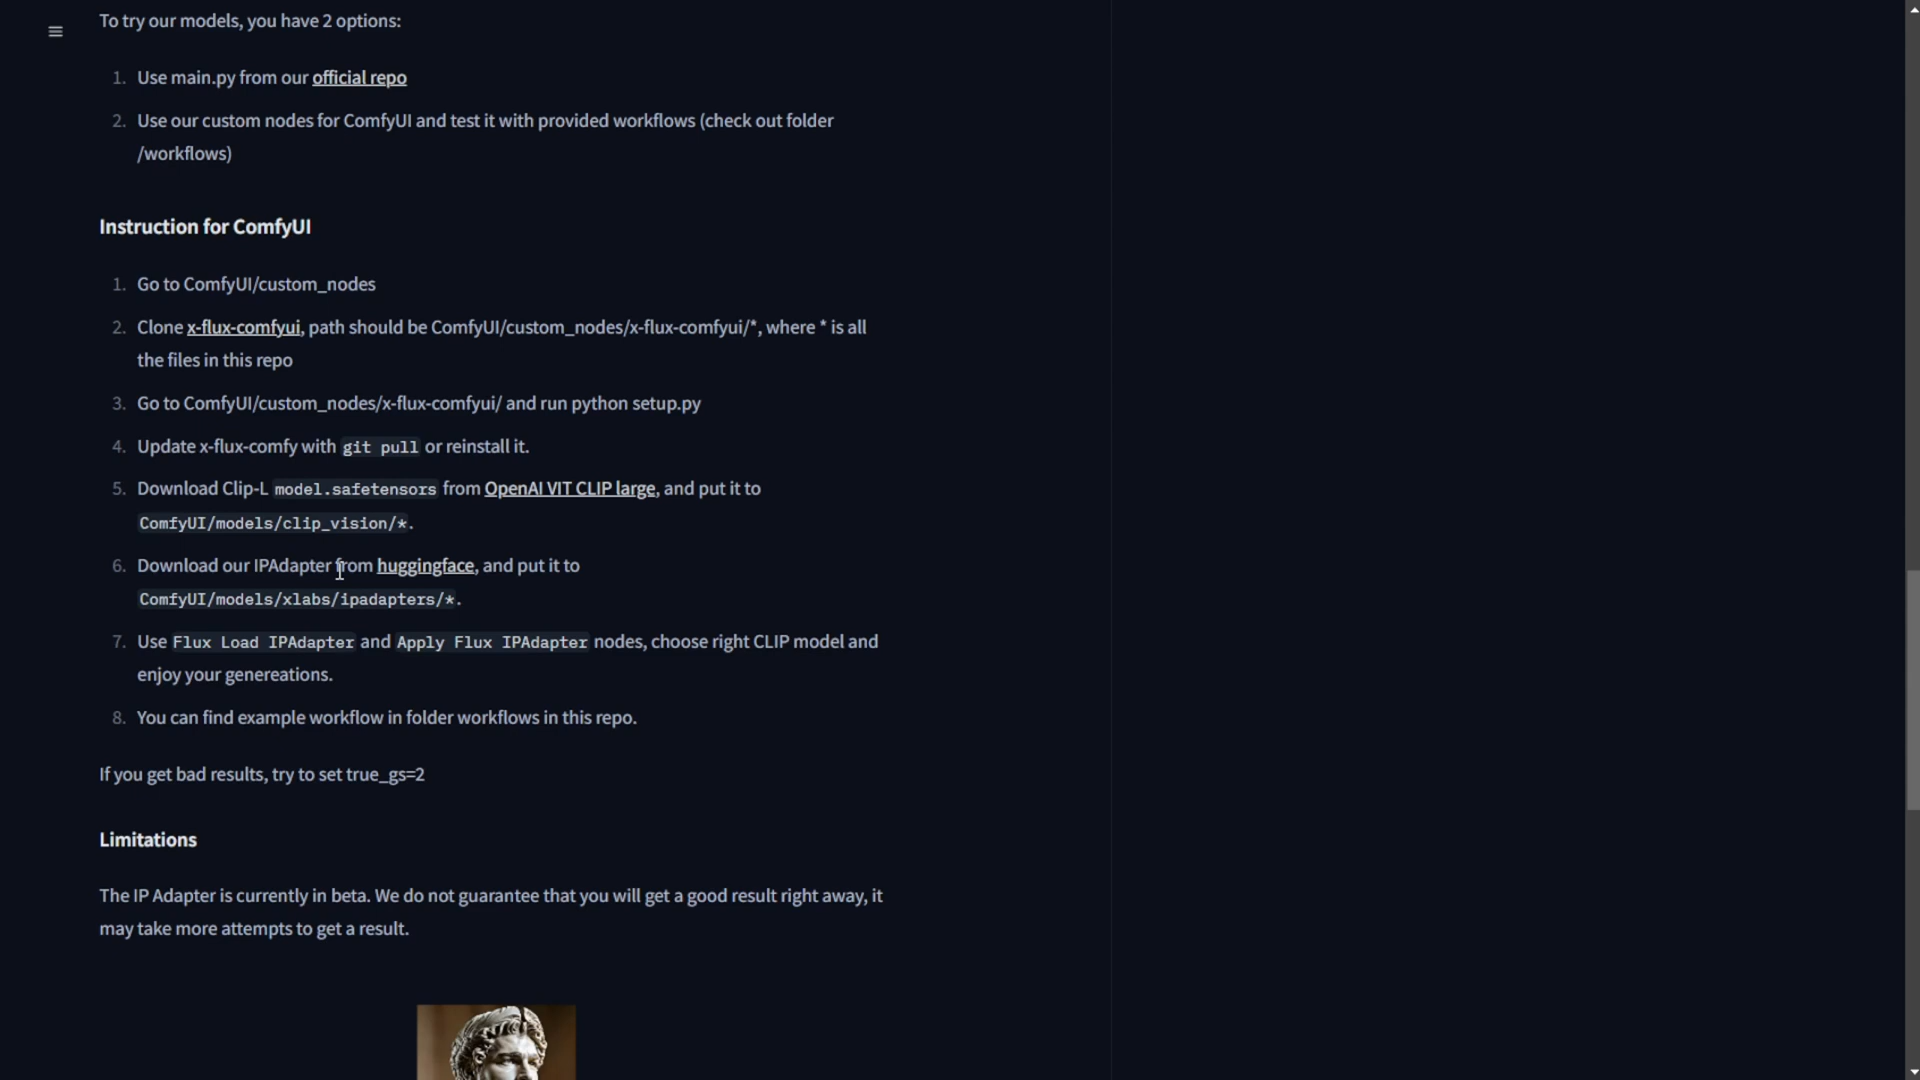 To try our models, you have 2 options:
1. Use main.py from our official repo
2. Use our custom nodes for ComfyUI and test it with provided workflows (check out folder
/workflows)
Instruction for ComfyUI
1. Go to ComfyUI/custom_nodes
2. Clone x-flux-comfyui, path should be ComfyUI/custom_nodes/x-flux-comfyui/*, where * is all
the files in this repo
3. Go to ComfyUI/custom_nodes/x-flux-comfyui/ and run python setup.py
4. Update x-flux-comfy with git pull or reinstall it.
5. Download Clip-L model.safetensors from OpenAI VIT CLIP large, and put it to
ComfyUI/models/clip_vision/*.
6. Download our IPAdapter from huggingface, and put it to
ComfyUI/models/xlabs/ipadapters/*.
7. Use Flux Load IPAdapter and Apply Flux IPAdapter nodes, choose right CLIP model and
enjoy your genereations.
8. You can find example workflow in folder workflows in this repo.
If you get bad results, try to set true_gs=2
Limitations
The IP Adapter is currently in beta. We do not guarantee that you will get a good result right away, it
may take more attempts to get a result.